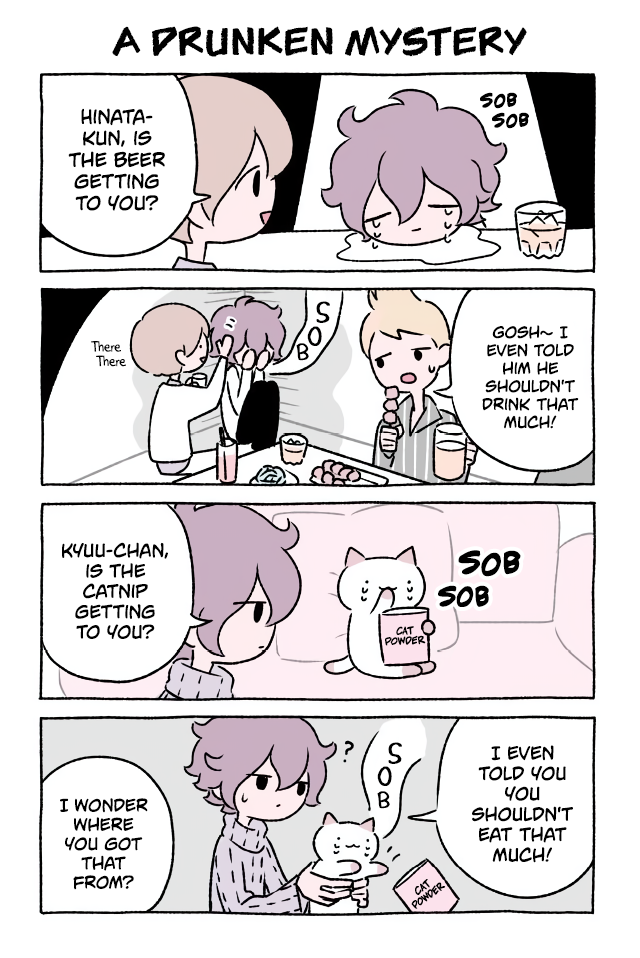 A DRUNKEN MYSTERY
HINATA-
KUN, IS
THE BEER
GETTING
TO YOU?
SOB
SOB
There
There
SOB
GOSH~ I
EVEN TOLD
HIM HE
SHOULDN'T
DRINK THAT
MUCH!
KYUU-CHAN,
IS THE
CATNIP
GETTING
TO YOU?
SOB
SOB
CAT
POWDER
I WONDER
WHERE
YOU GOT
THAT
FROM?
?
SOB
I EVEN
TOLD YOU
YOU
SHOULDN'T
EAT THAT
MUCH!
CAT
POWDER